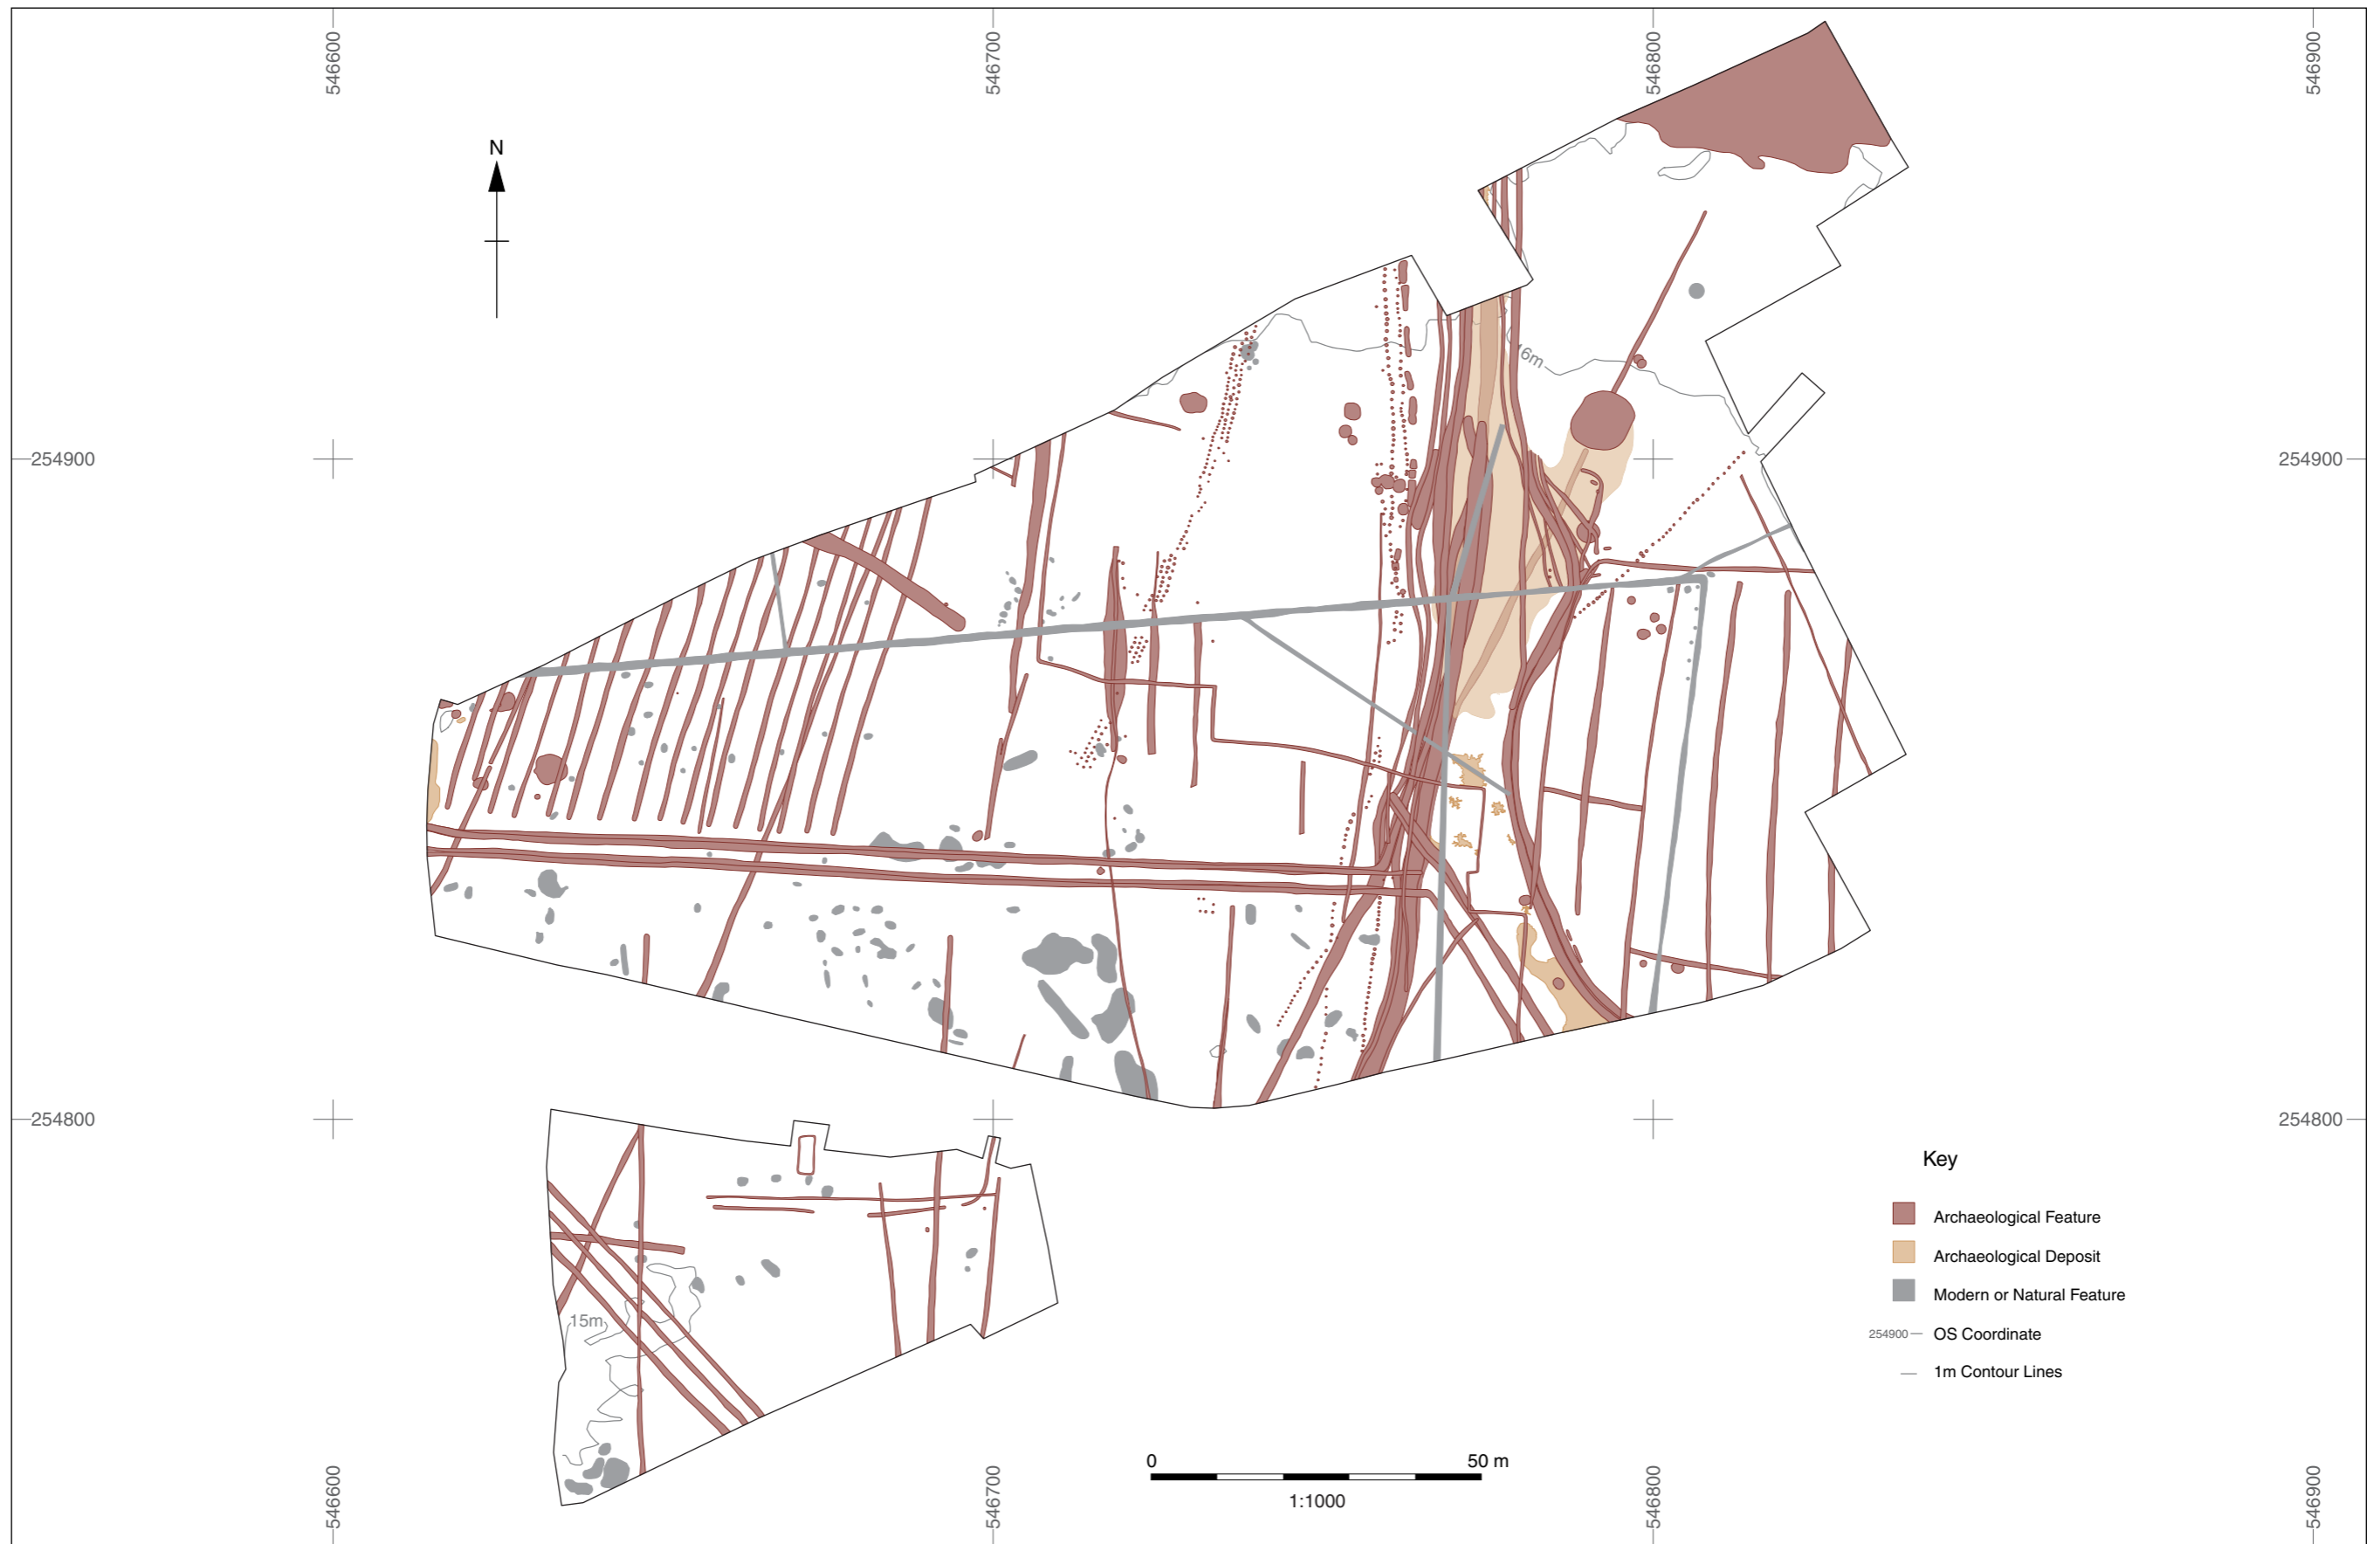 546600
546700
546800
546900
N
16m
254900
254900
254800
254800
Key
Archaeological Feature
Archaeological Deposit
Modern or Natural Feature
254900 OS Coordinate
1m Contour Lines
15m
0 50 m
1:1000
546600
546700
546800
546900